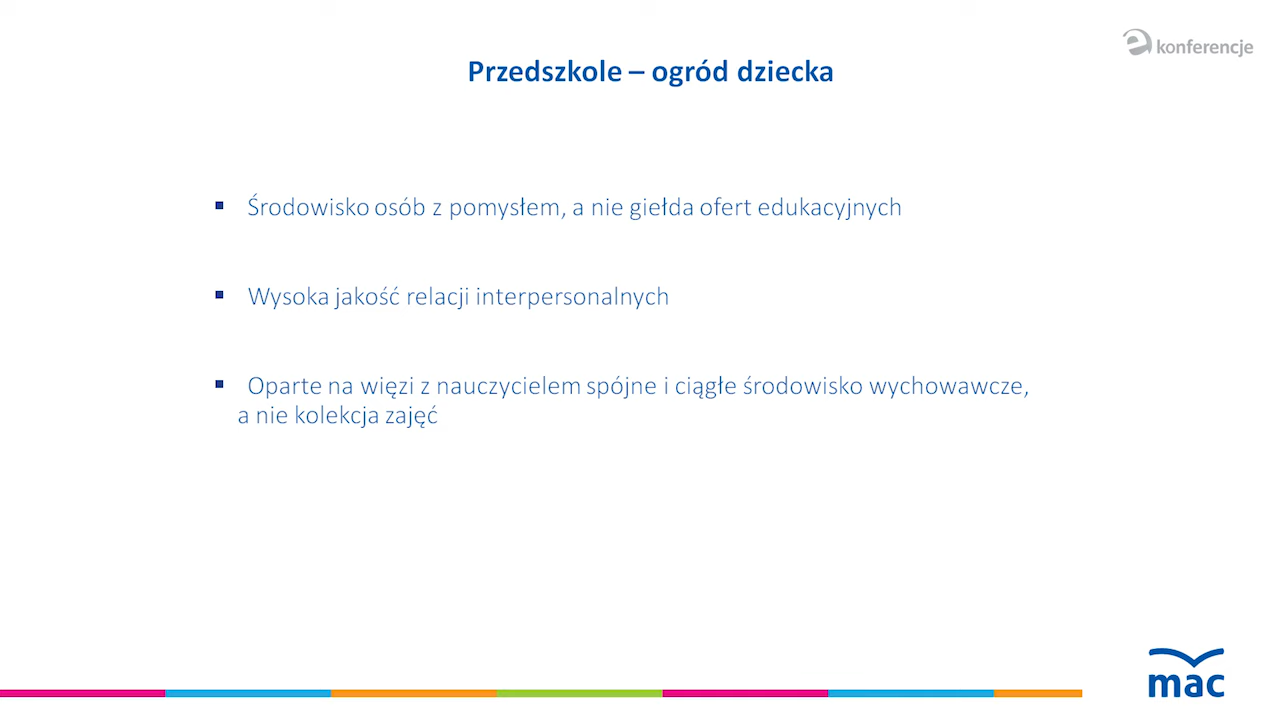 e konferencje
Przedszkole – ogród dziecka
▪ Środowisko osób z pomysłem, a nie giełda ofert edukacyjnych
▪ Wysoka jakość relacji interpersonalnych
▪ Oparte na więzi z nauczycielem spójne i ciągłe środowisko wychowawcze,
a nie kolekcja zajęć
mac